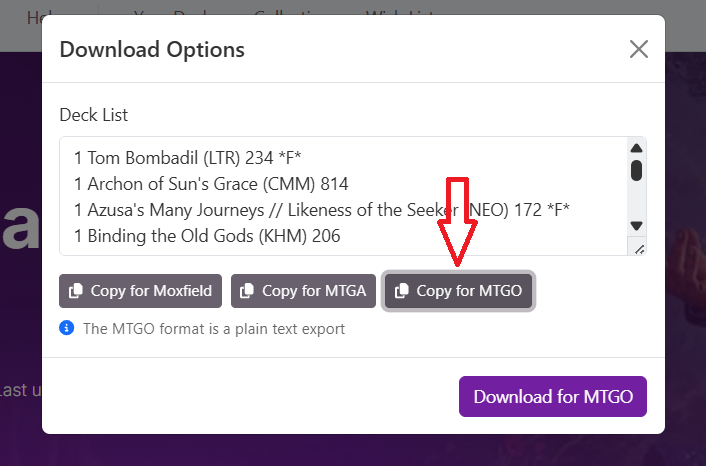 Download Options
Deck List
1 Tom Bombadil (LTR) 234 *F*
1 Archon of Sun's Grace (CMM) 814
1 Azusa's Many Journeys // Likeness of the Seeker (NEO) 172 *F*
1 Binding the Old Gods (KHM) 206
Copy for Moxfield
Copy for MTGA
Copy for MTGO
The MTGO format is a plain text export
Last u
Download for MTGO